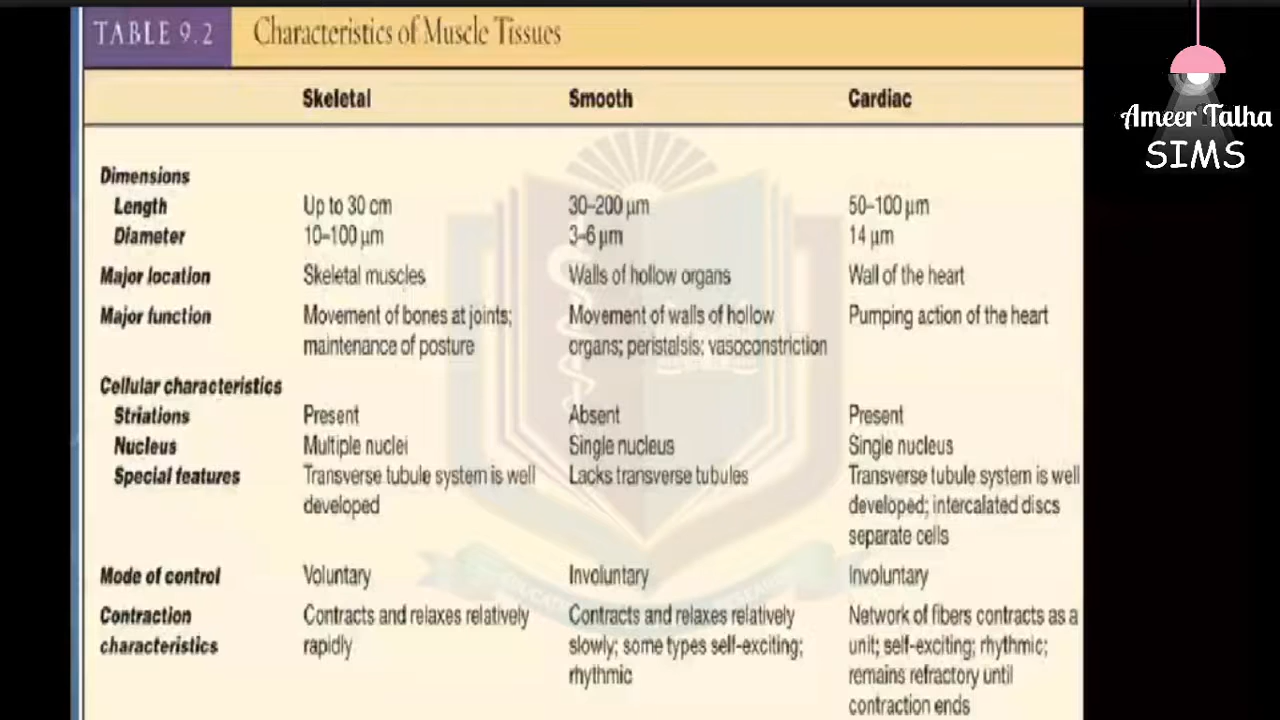 TABLE 9.2 Characteristics of Muscle Tissues
Ameer Talha
SIMS
Skeletal Smooth Cardiac
Dimensions
Length Up to 30 cm 30–200 μm 50–100 μm
Diameter 10–100 μm 3–6 μm 14 μm
Major location Skeletal muscles Walls of hollow organs Wall of the heart
Major function Movement of bones at joints; Movement of walls of hollow Pumping action of the heart
maintenance of posture organs; peristalsis; vasoconstriction
Cellular characteristics
Striations Present Absent Present
Nucleus Multiple nuclei Single nucleus Single nucleus
Special features Transverse tubule system is well Lacks transverse tubules Transverse tubule system is well
developed developed; intercalated discs
separate cells
Mode of control Voluntary Involuntary Involuntary
Contraction Contracts and relaxes relatively Contracts and relaxes relatively Network of fibers contracts as a
characteristics rapidly slowly; some types self-exciting; unit; self-exciting; rhythmic;
rhythmic remains refractory until
contraction ends